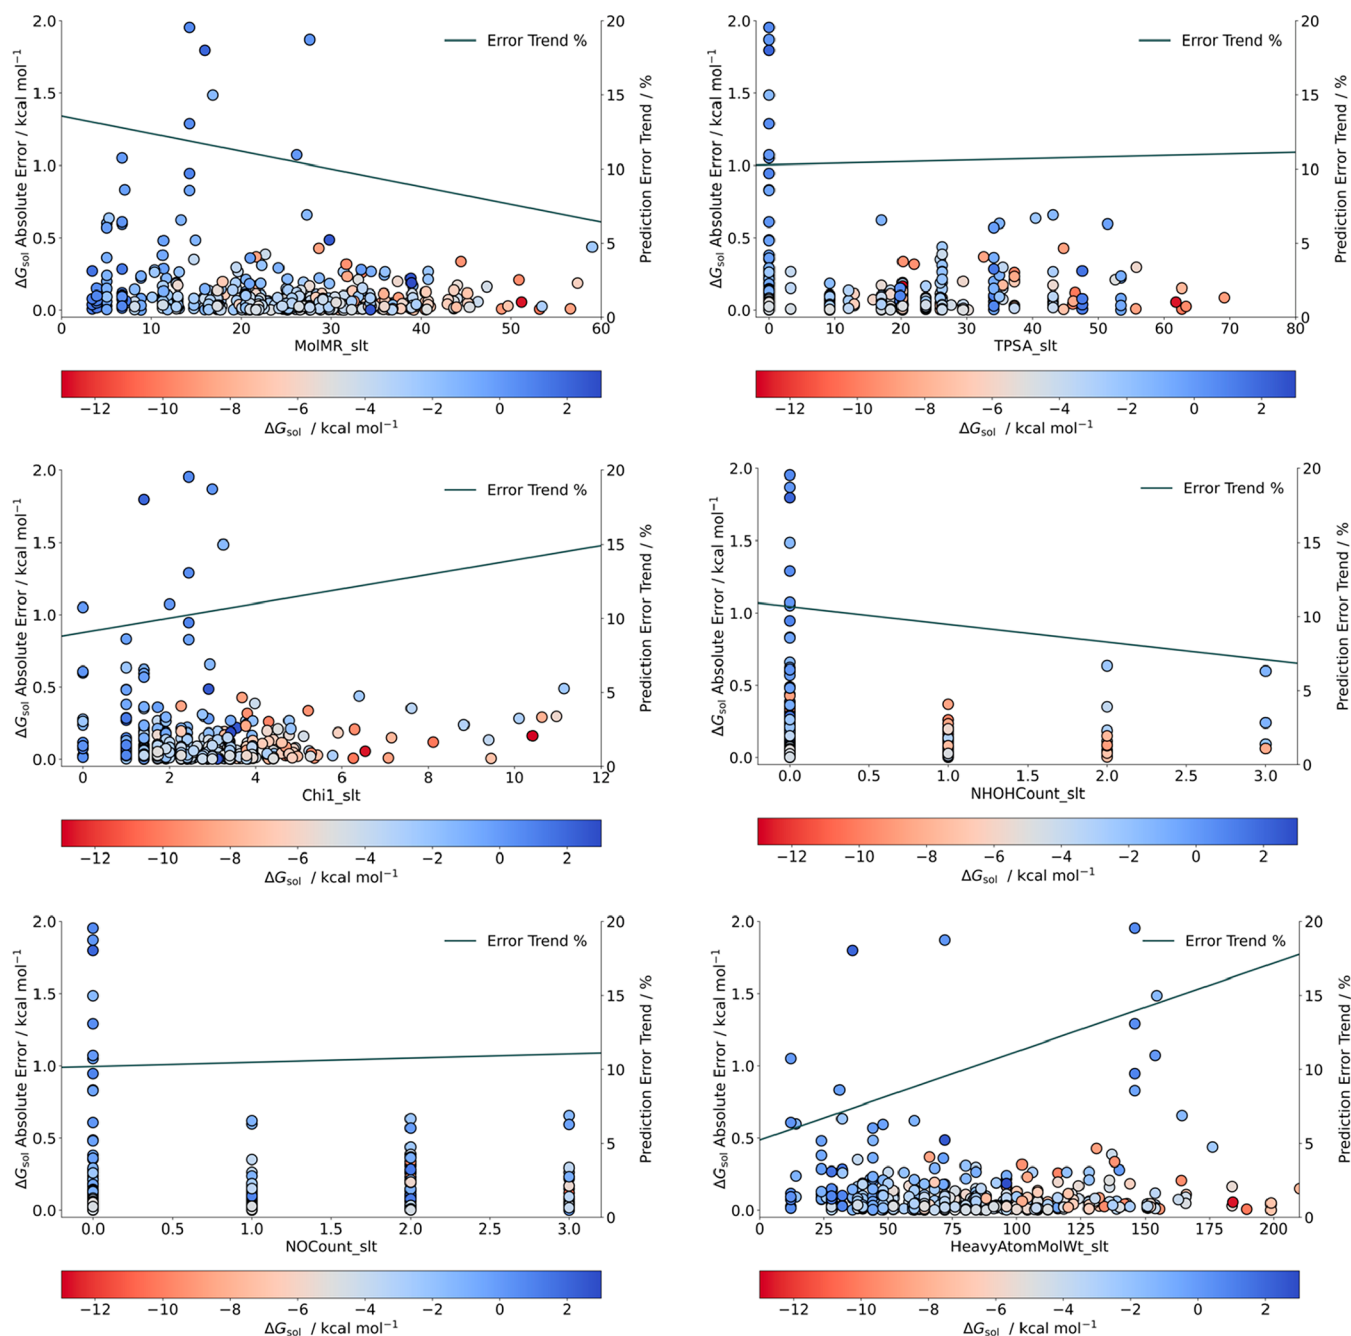 ΔG_sol Absolute Error / kcal mol⁻¹
2.0
1.5
1.0
0.5
0.0
Error Trend %
20
15
10
5
0
Prediction Error Trend / %
0 10 20 30 40 50 60
MolMR_slt
−12 −10 −8 −6 −4 −2 0 2
ΔG_sol / kcal mol⁻¹
ΔG_sol Absolute Error / kcal mol⁻¹
2.0
1.5
1.0
0.5
0.0
Error Trend %
20
15
10
5
0
Prediction Error Trend / %
0 10 20 30 40 50 60 70 80
TPSA_slt
−12 −10 −8 −6 −4 −2 0 2
ΔG_sol / kcal mol⁻¹
ΔG_sol Absolute Error / kcal mol⁻¹
2.0
1.5
1.0
0.5
0.0
Error Trend %
20
15
10
5
0
Prediction Error Trend / %
0 2 4 6 8 10 12
Chi1_slt
−12 −10 −8 −6 −4 −2 0 2
ΔG_sol / kcal mol⁻¹
ΔG_sol Absolute Error / kcal mol⁻¹
2.0
1.5
1.0
0.5
0.0
Error Trend %
20
15
10
5
0
Prediction Error Trend / %
0.0 0.5 1.0 1.5 2.0 2.5 3.0
NHOHCount_slt
−12 −10 −8 −6 −4 −2 0 2
ΔG_sol / kcal mol⁻¹
ΔG_sol Absolute Error / kcal mol⁻¹
2.0
1.5
1.0
0.5
0.0
Error Trend %
20
15
10
5
0
Prediction Error Trend / %
0.0 0.5 1.0 1.5 2.0 2.5 3.0
NOCount_slt
−12 −10 −8 −6 −4 −2 0 2
ΔG_sol / kcal mol⁻¹
ΔG_sol Absolute Error / kcal mol⁻¹
2.0
1.5
1.0
0.5
0.0
Error Trend %
20
15
10
5
0
Prediction Error Trend / %
0 25 50 75 100 125 150 175 200
HeavyAtomMolWt_slt
−12 −10 −8 −6 −4 −2 0 2
ΔG_sol / kcal mol⁻¹